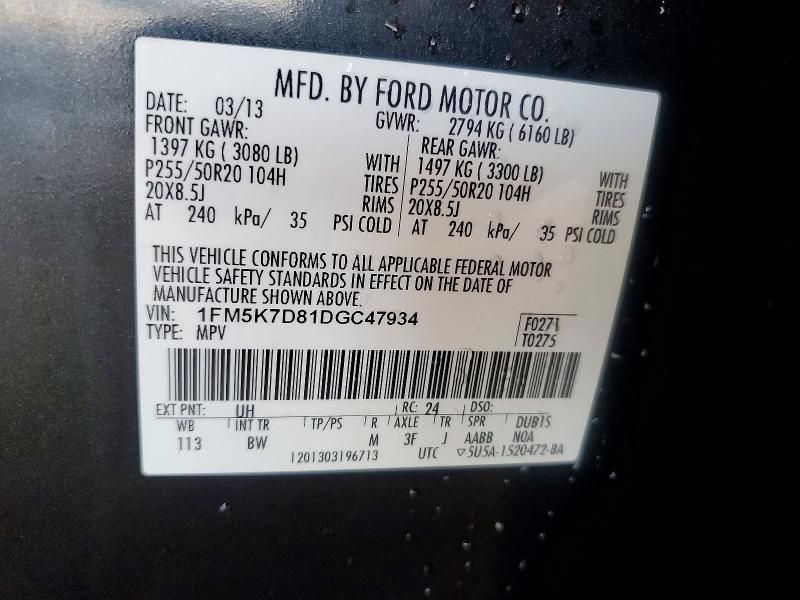 MFD. BY FORD MOTOR CO.
DATE: 03/13
GVWR: 2794 KG ( 6160 LB)
FRONT GAWR:
1397 KG ( 3080 LB) WITH
P255/50R20 104H TIRES
20X8.5J RIMS
AT 240 kPa/ 35 PSI COLD
REAR GAWR:
1497 KG ( 3300 LB) WITH
P255/50R20 104H TIRES
20X8.5J RIMS
AT 240 kPa/ 35 PSI COLD
THIS VEHICLE CONFORMS TO ALL APPLICABLE FEDERAL MOTOR
VEHICLE SAFETY STANDARDS IN EFFECT ON THE DATE OF
MANUFACTURE SHOWN ABOVE.
VIN: 1FM5K7D81DGC47934
TYPE: MPV
F0271
T0275
EXT PNT: UH RC: 24 DSO:
WB INT TR TP/PS R AXLE TR SPR DUB1S
113 BW M 3F J AABB NOA
1201303196713 UTC ▽5U5A-1520472-BA